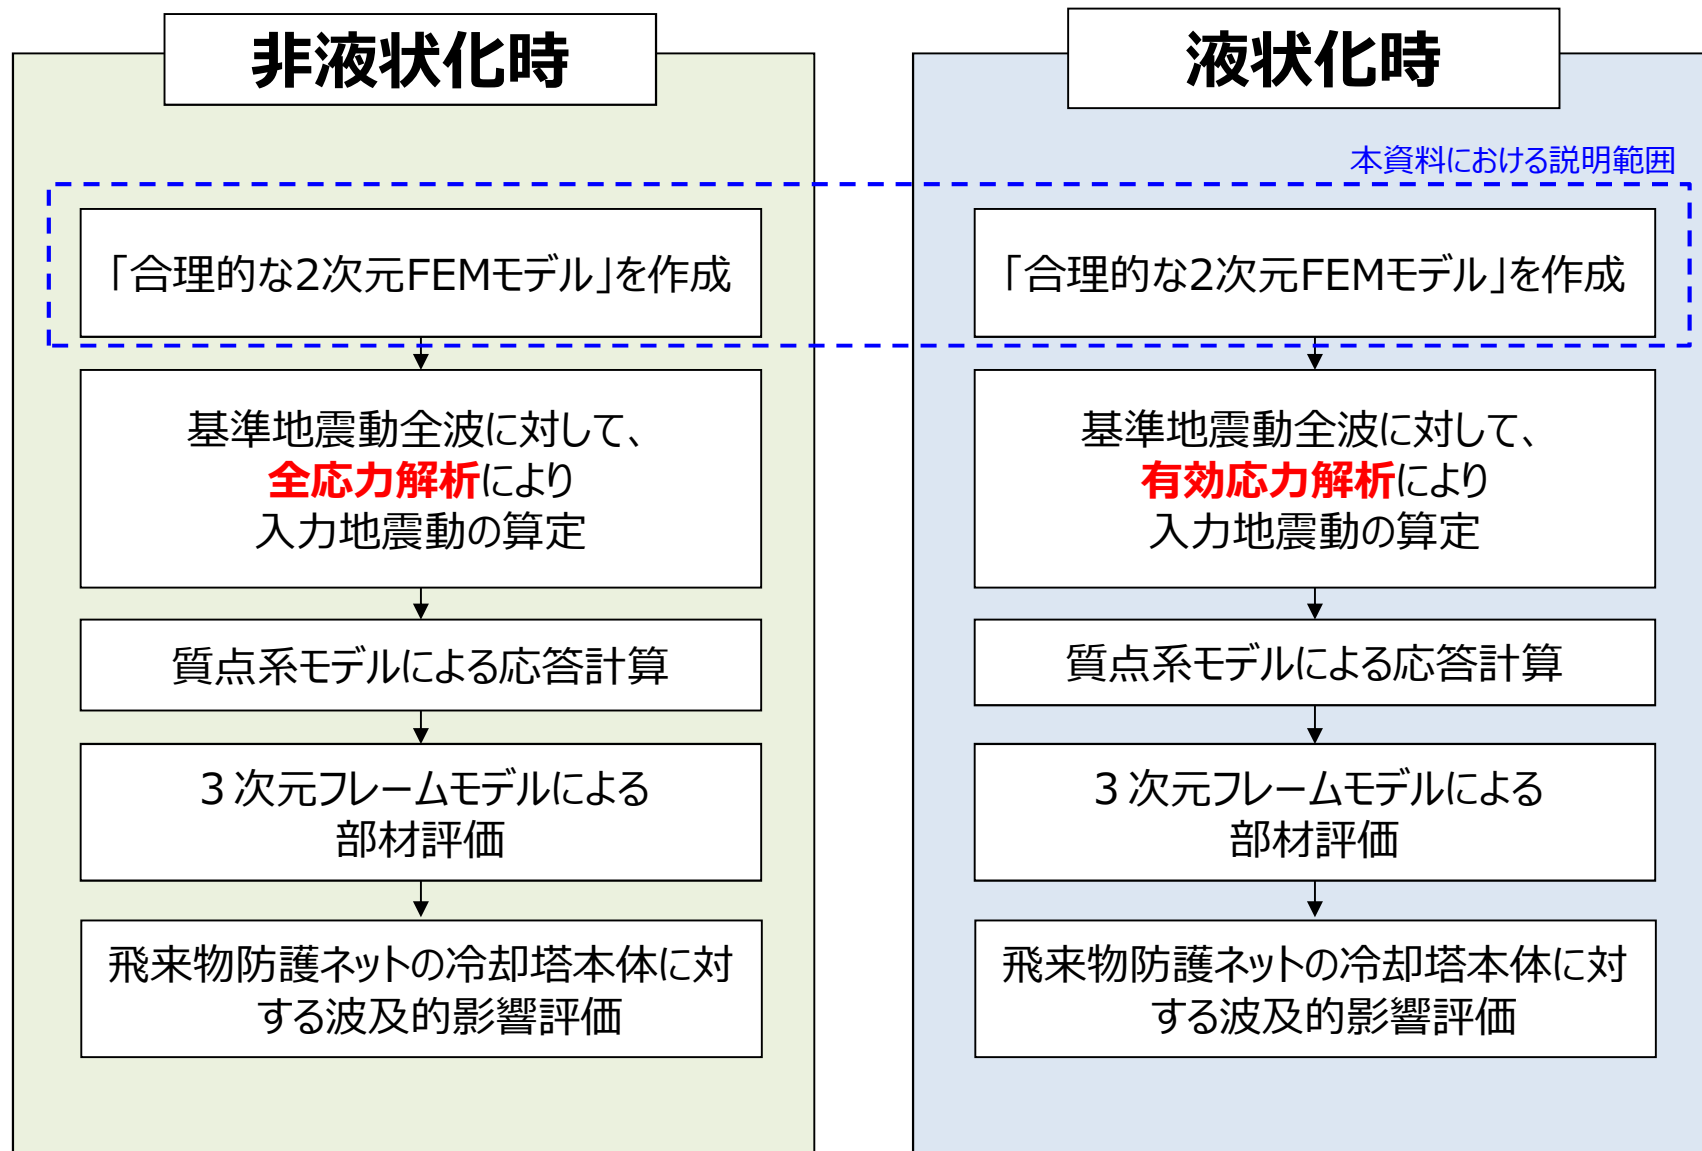 非液状化時
「合理的な2次元FEMモデル」を作成
基準地震動全波に対して、
全応力解析により
入力地震動の算定
質点系モデルによる応答計算
３次元フレームモデルによる
部材評価
飛来物防護ネットの冷却塔本体に対
する波及的影響評価
液状化時
本資料における説明範囲
「合理的な2次元FEMモデル」を作成
基準地震動全波に対して、
有効応力解析により
入力地震動の算定
質点系モデルによる応答計算
３次元フレームモデルによる
部材評価
飛来物防護ネットの冷却塔本体に対
する波及的影響評価